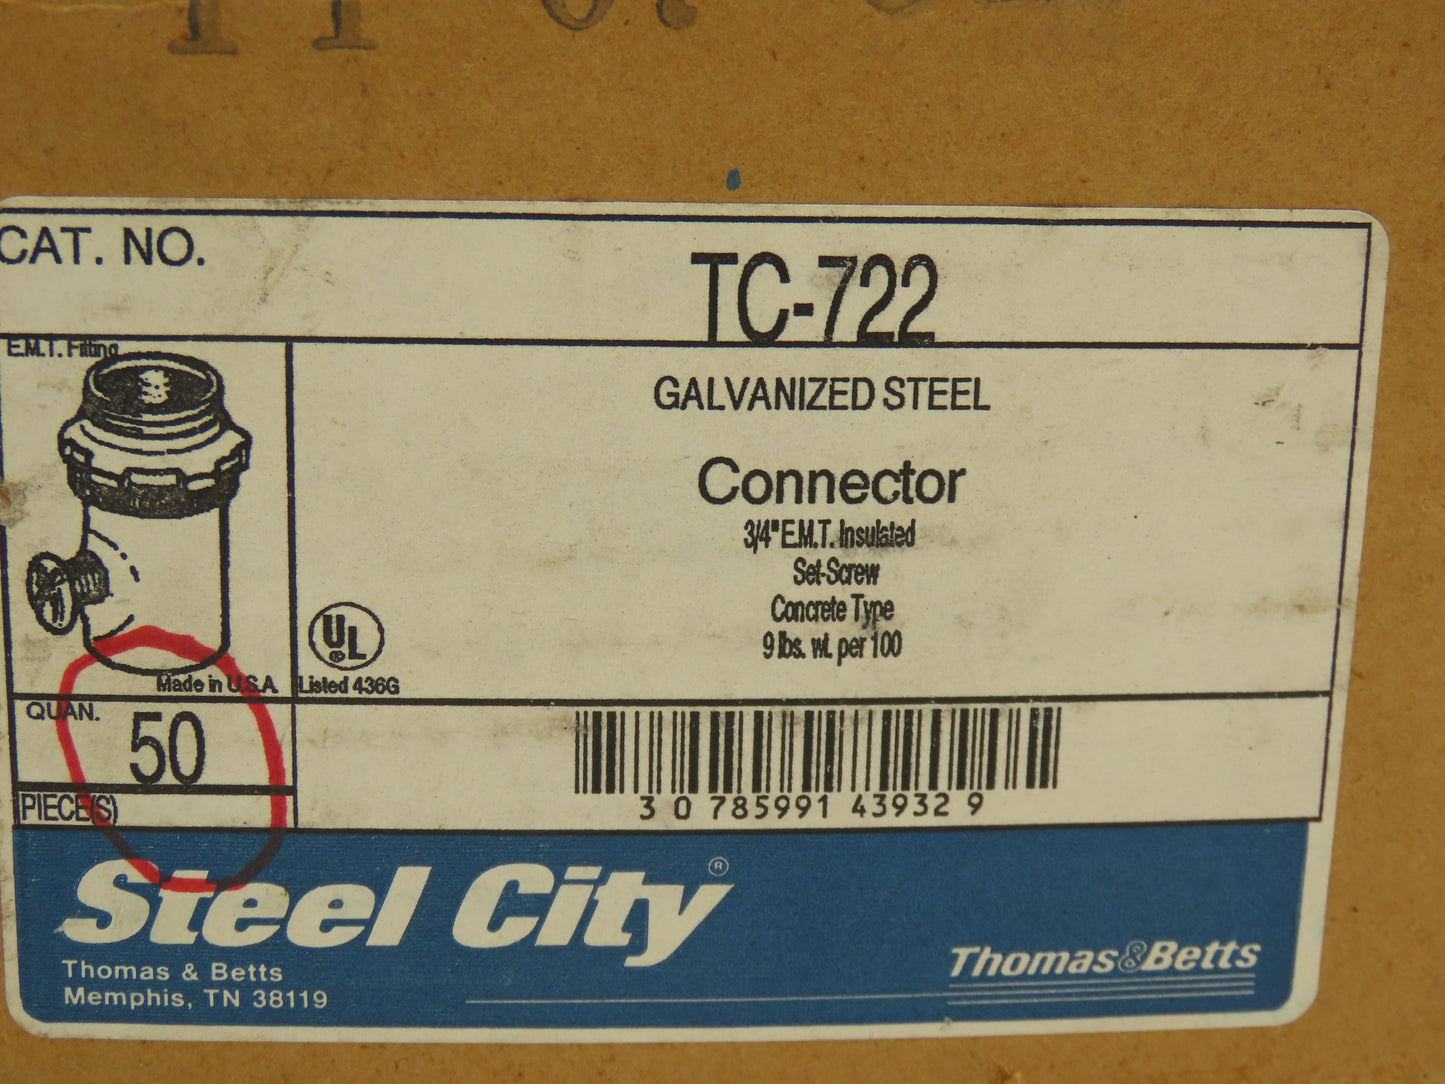 CAT. NO.
TC-722
E.M.T. Fitting
GALVANIZED STEEL
Connector
3/4" E.M.T. Insulated
Set-Screw
Concrete Type
9 lbs. wt. per 100
UL
®
Made in U.S.A.
Listed 436G
QUAN.
50
PIECE(S)
3 0 785991 43932 9
Steel City®
Thomas & Betts
Memphis, TN 38119
Thomas&Betts